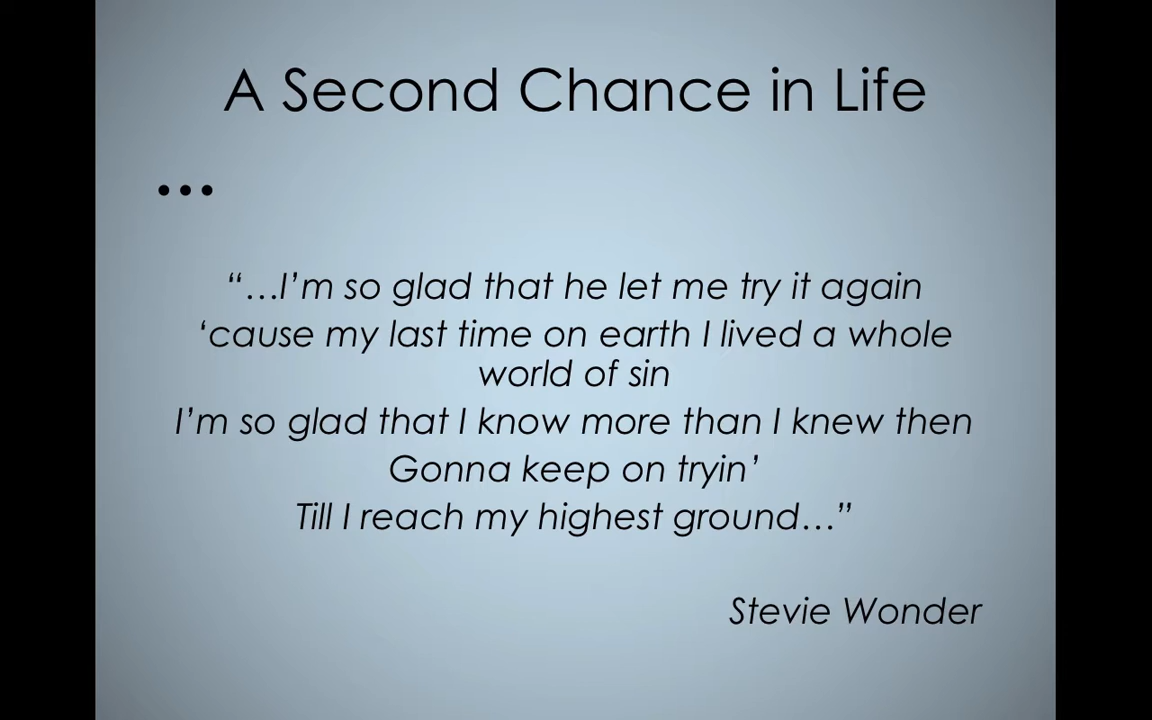 A Second Chance in Life
...
“…I’m so glad that he let me try it again
‘cause my last time on earth I lived a whole
world of sin
I’m so glad that I know more than I knew then
Gonna keep on tryin’
Till I reach my highest ground…”
Stevie Wonder